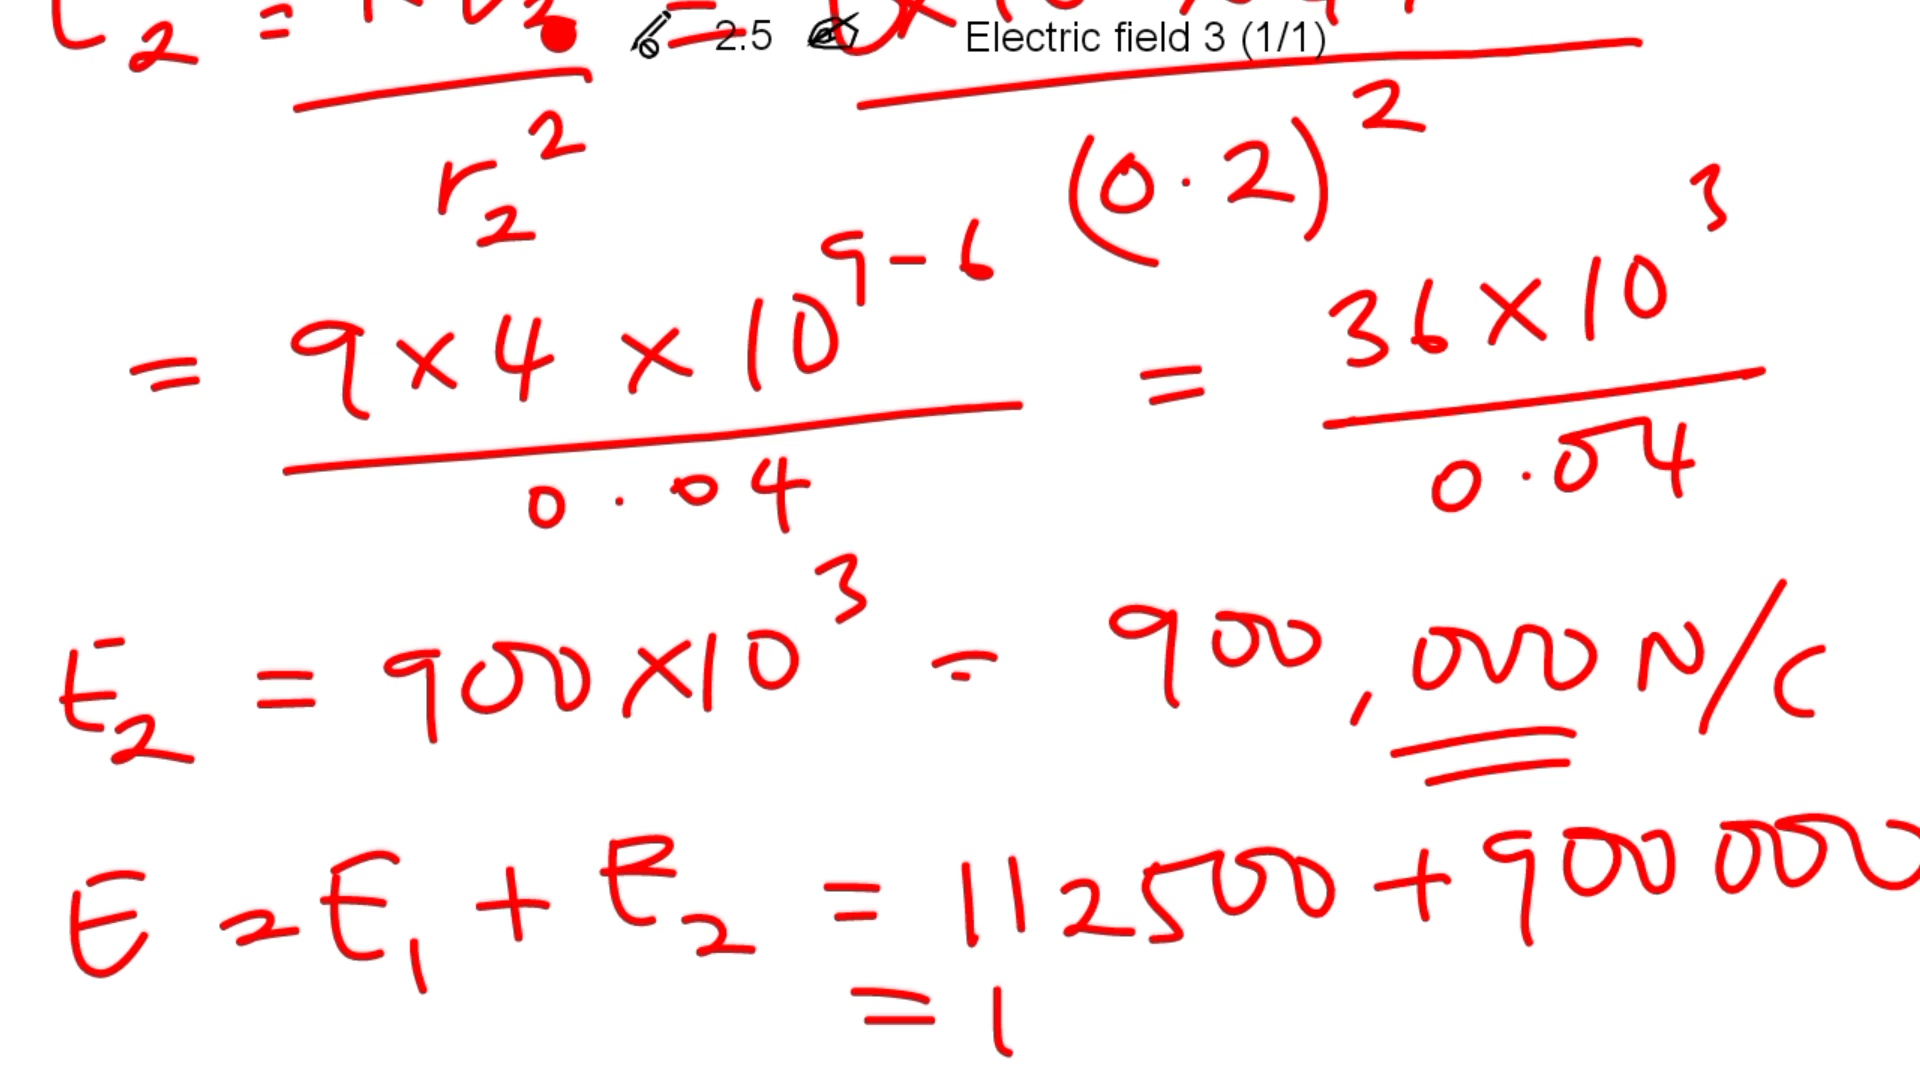 2.5 Electric field 3 (1/1)
E₂ = / r₂² = / (0.2)²
= 9 × 4 × 10⁹⁻⁶ / 0.04 = 36 × 10³ / 0.04
E₂ = 900 × 10³ = 900,000 N/C
E = E₁ + E₂ = 112500 + 900000
= 1